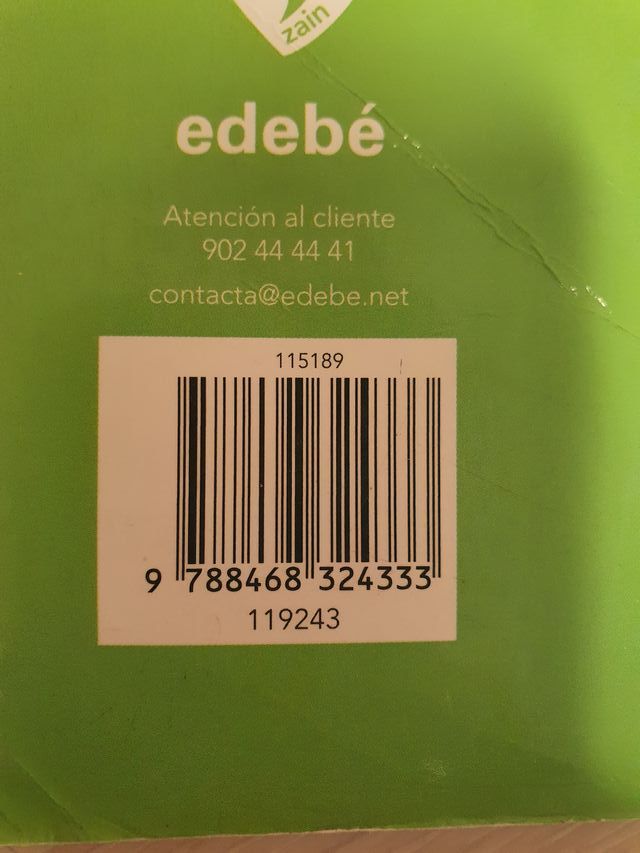 zain
edebé
Atención al cliente
902 44 44 41
contacta@edebe.net
115189
9 788468 324333
119243